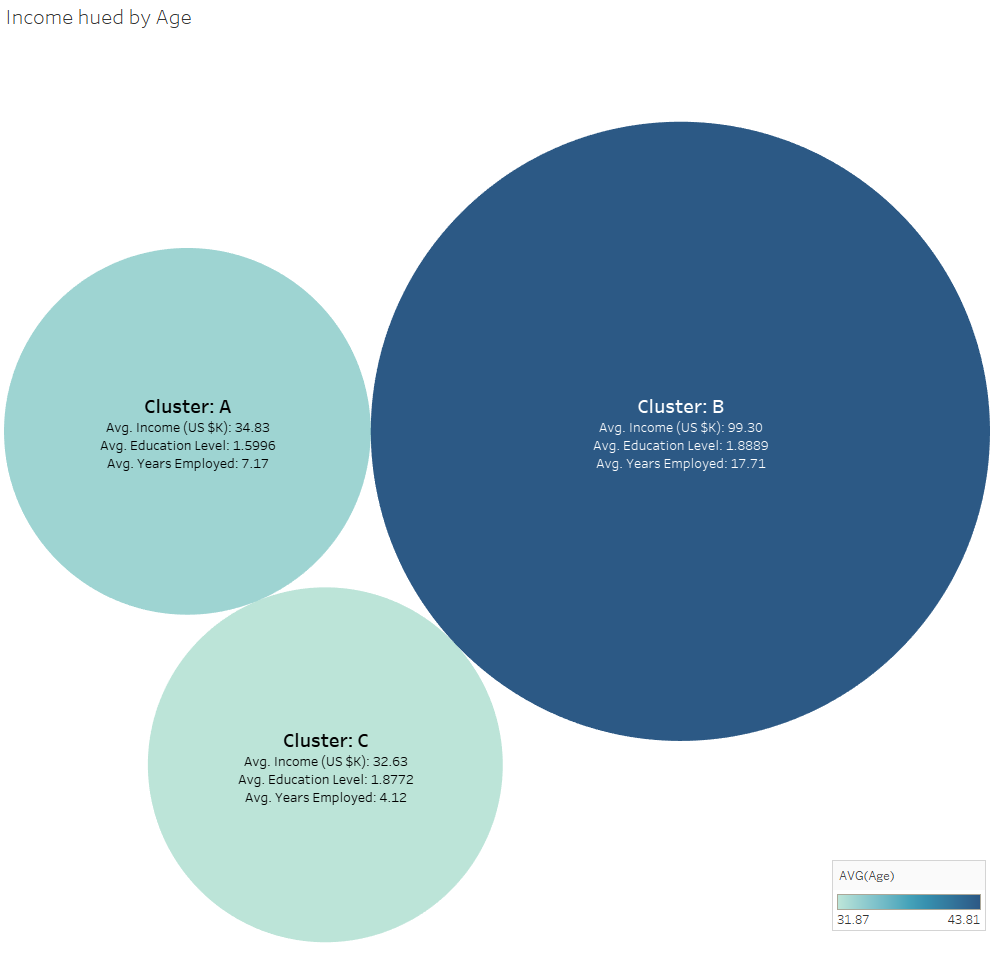 Income hued by Age
Cluster: A
Avg. Income (US $K): 34.83
Avg. Education Level: 1.5996
Avg. Years Employed: 7.17
Cluster: B
Avg. Income (US $K): 99.30
Avg. Education Level: 1.8889
Avg. Years Employed: 17.71
Cluster: C
Avg. Income (US $K): 32.63
Avg. Education Level: 1.8772
Avg. Years Employed: 4.12
AVG(Age)
31.87 43.81